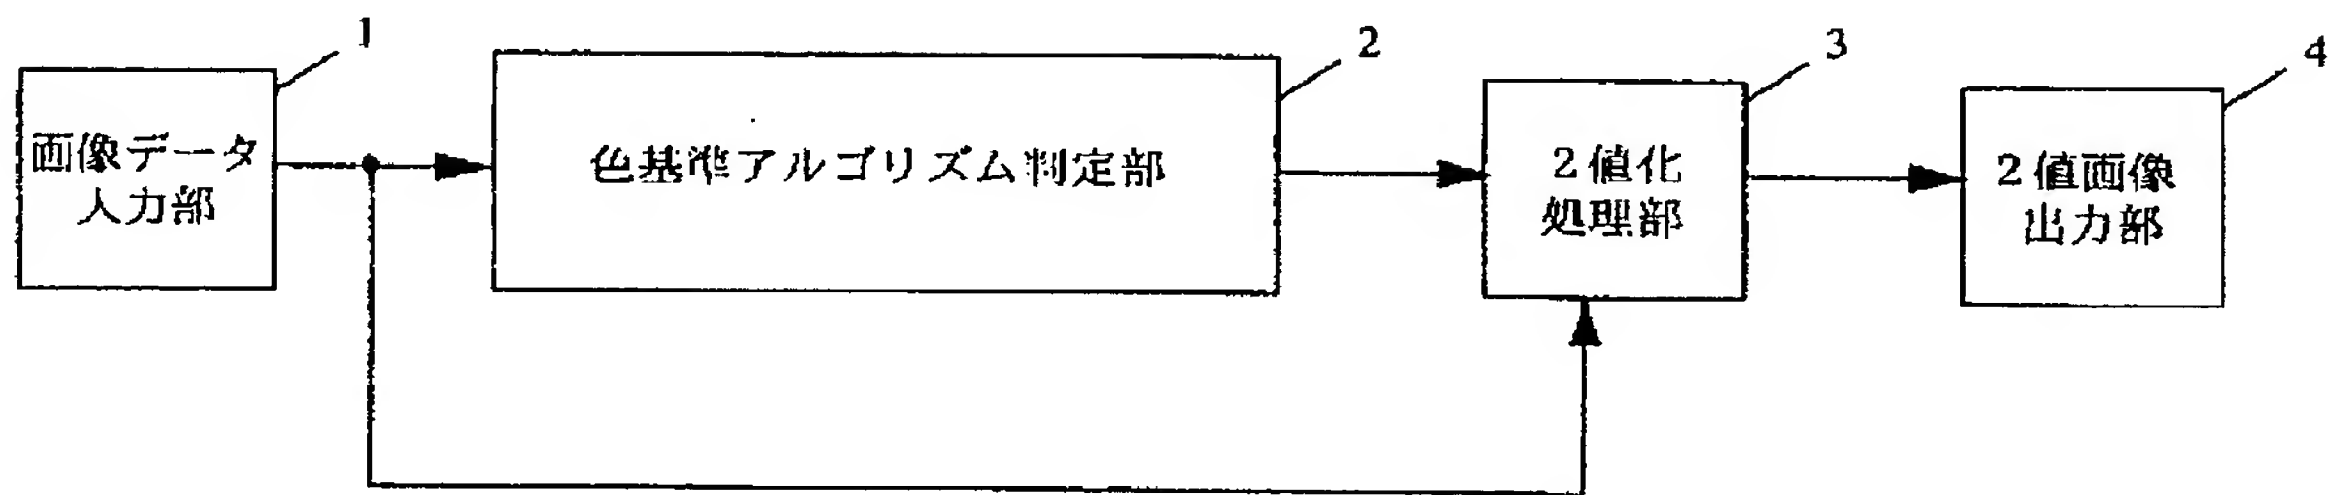 1
画像データ
入力部
2
色基準アルゴリズム判定部
3
2値化
処理部
4
2値画像
出力部